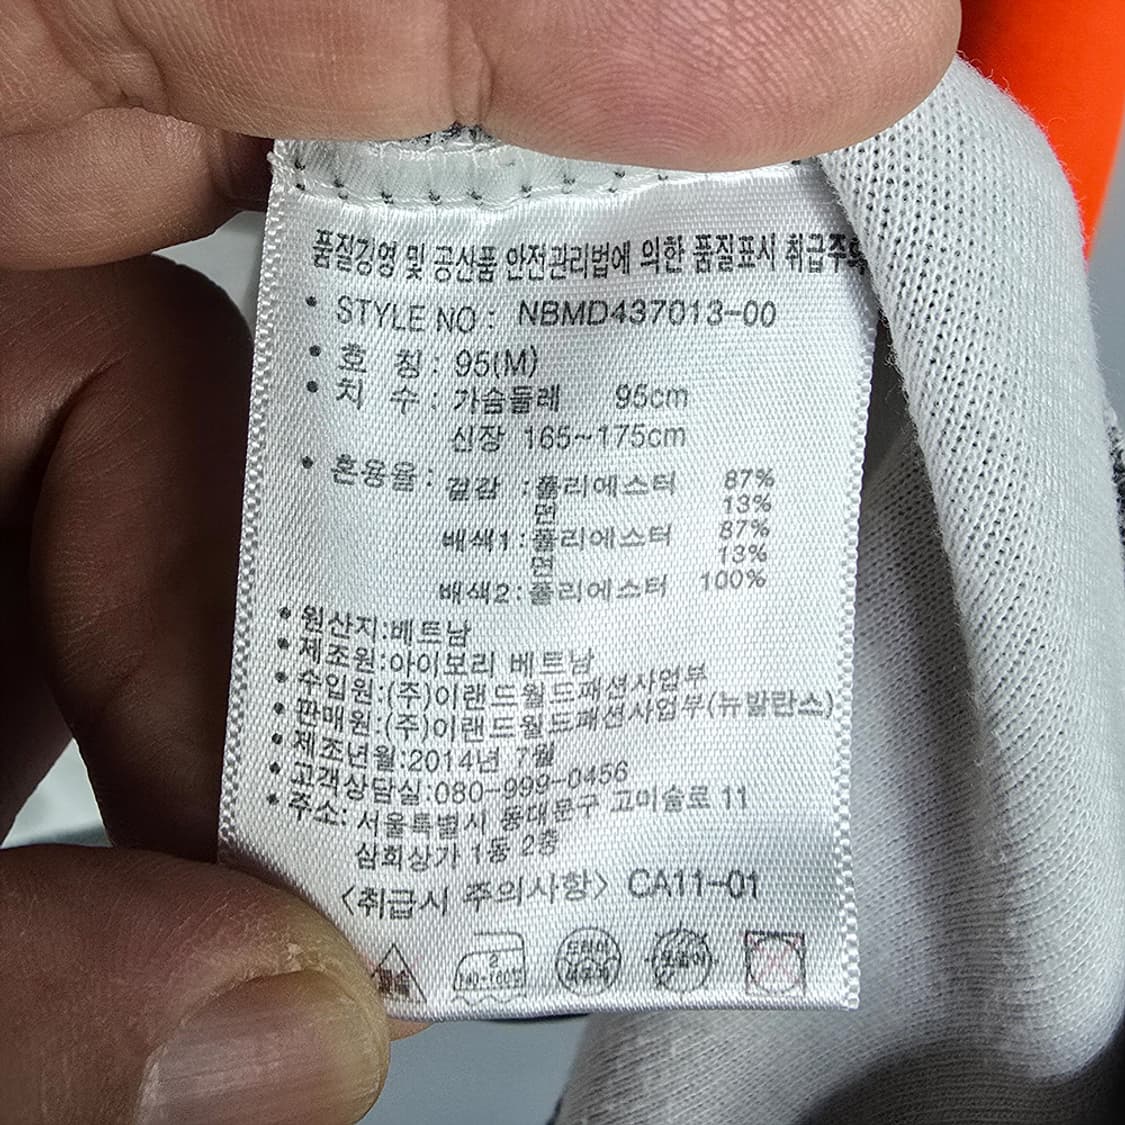 품질경영 및 공산품 안전관리법에 의한 품질표시 취급주의
• STYLE NO : NBMD437013-00
• 호 칭 : 95(M)
• 치 수 : 가슴둘레 95cm
신장 165~175cm
• 혼용율 : 겉감 : 폴리에스터 87%
면 13%
배색1 : 폴리에스터 87%
면 13%
배색2 : 폴리에스터 100%
• 원산지:베트남
• 제조원:아이보리 베트남
• 수입원:(주)이랜드월드패션사업부
• 판매원:(주)이랜드월드패션사업부(뉴발란스)
• 제조년월:2014년 7월
• 고객상담실:080-999-0456
• 주소: 서울특별시 동대문구 고미술로 11
삼희상가 1동 2층
<취급시 주의사항> CA11-01
2
140-160℃
드라이
석유계